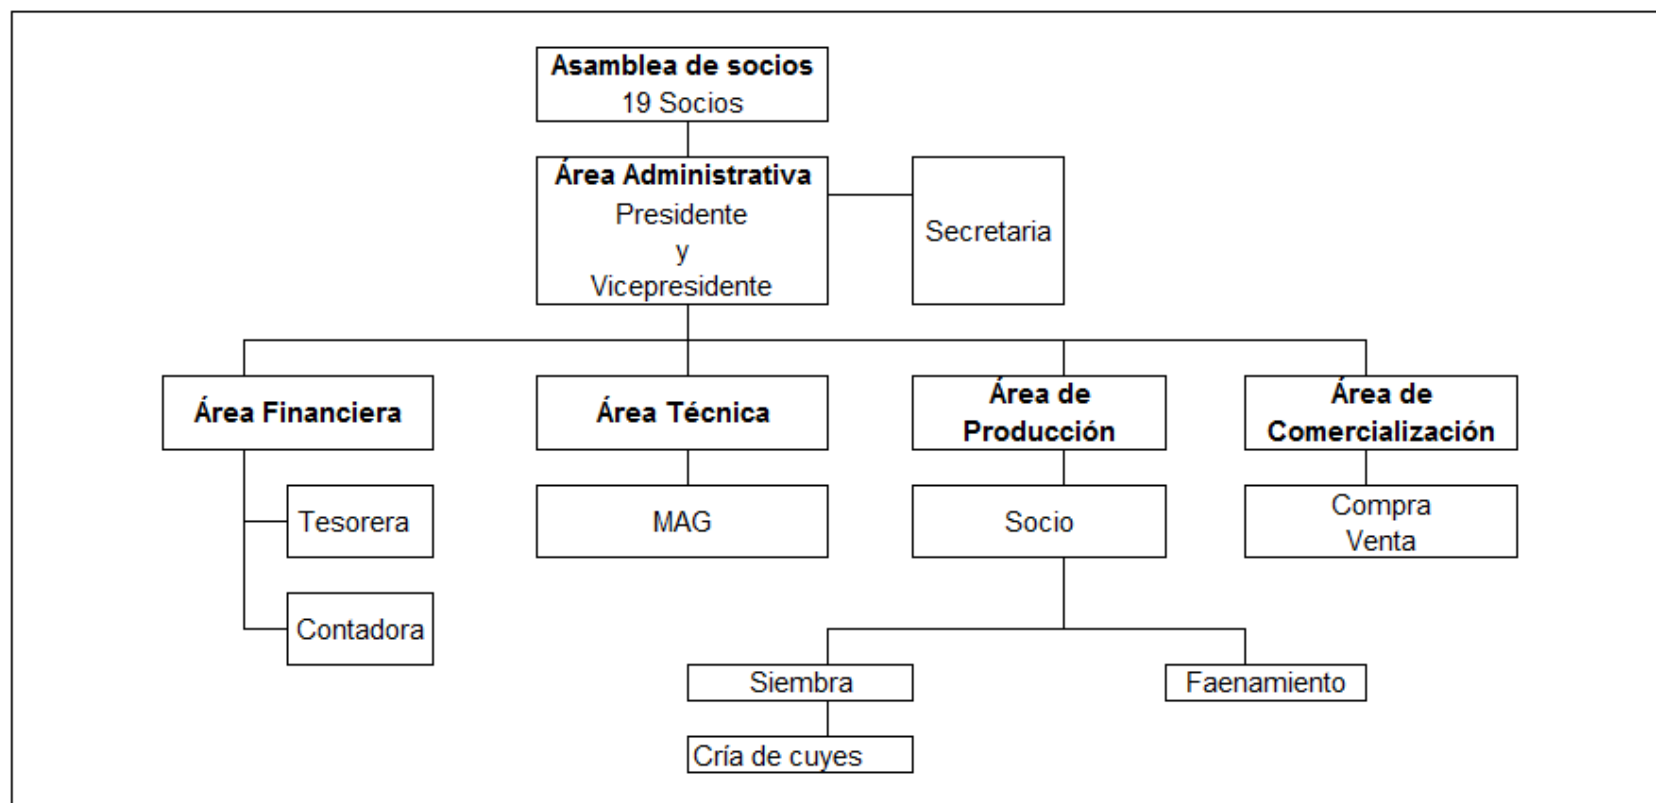 Asamblea de socios
19 Socios
Área Administrativa
Presidente
y
Vicepresidente
Secretaria
Área Financiera
Área Técnica
Área de
Producción
Área de
Comercialización
Tesorera
MAG
Socio
Compra
Venta
Contadora
Siembra
Faenamiento
Cría de cuyes